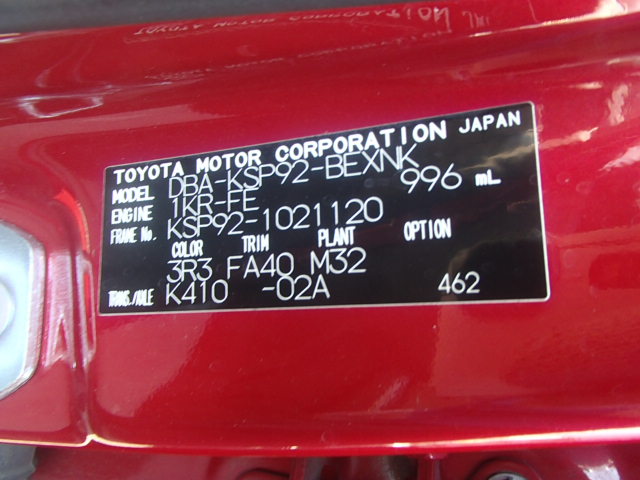 TOYOTA MOTOR CORPORATION JAPAN
MODEL DBA-KSP92-BEXNK
ENGINE 1KR-FE 996 mL
FRAME No. KSP92-1021120
COLOR TRIM PLANT OPTION
3R3 FA40 M32
TRANS./AXLE K410 -02A 462